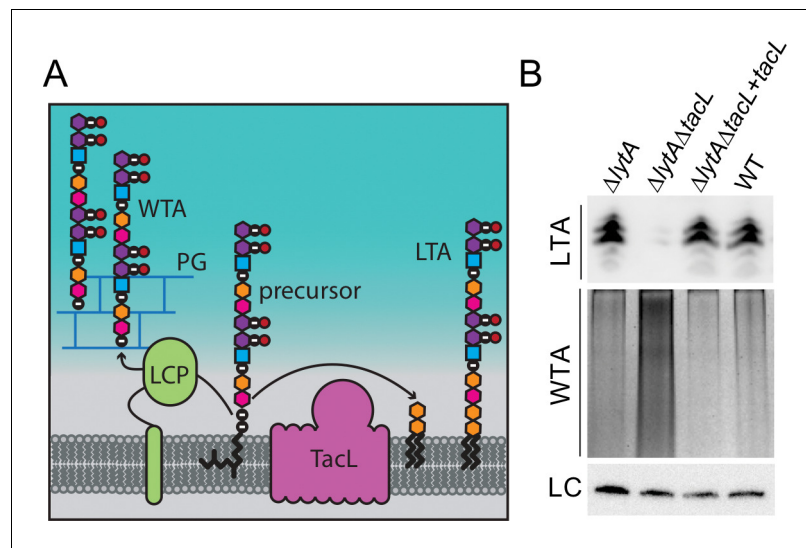 A
WTA
PG
precursor
LTA
LCP
TacL
B
ΔlytA
ΔlytAΔtacL
ΔlytAΔtacL+tacL
WT
LTA
WTA
LC